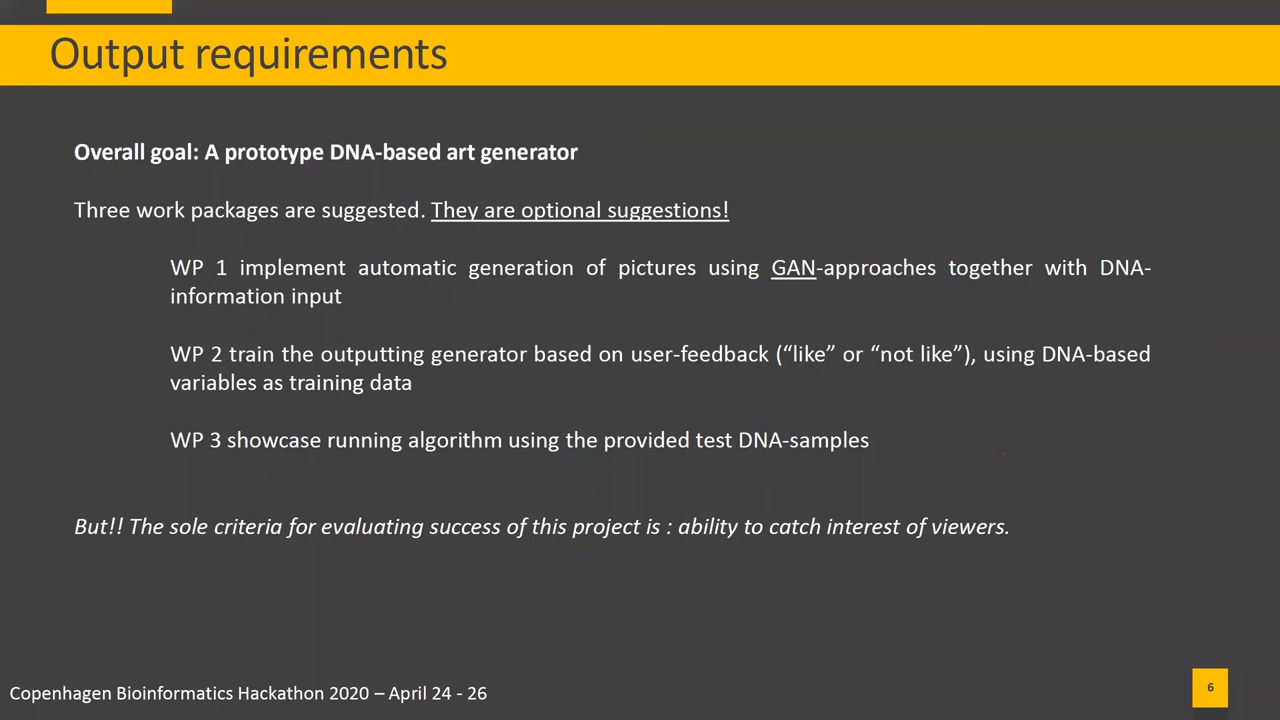 Output requirements
Overall goal: A prototype DNA-based art generator
Three work packages are suggested. They are optional suggestions!
WP 1 implement automatic generation of pictures using GAN-approaches together with DNA-
information input
WP 2 train the outputting generator based on user-feedback (“like” or “not like”), using DNA-based
variables as training data
WP 3 showcase running algorithm using the provided test DNA-samples
But!! The sole criteria for evaluating success of this project is : ability to catch interest of viewers.
Copenhagen Bioinformatics Hackathon 2020 – April 24 - 26
6